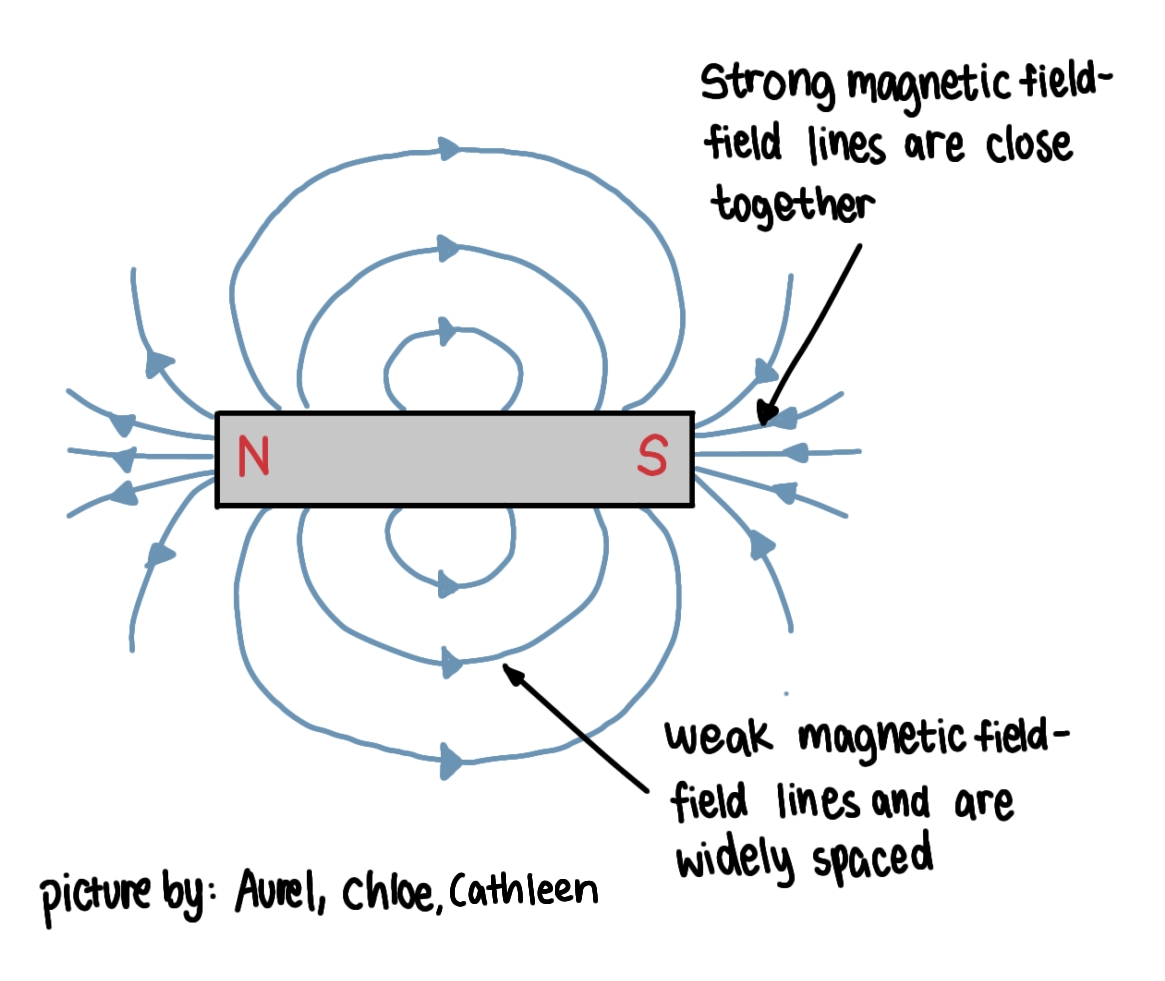 Strong magnetic field-
field lines are close
together
N
S
weak magnetic field-
field lines and are
widely spaced
picture by: Aurel, Chloe, Cathleen